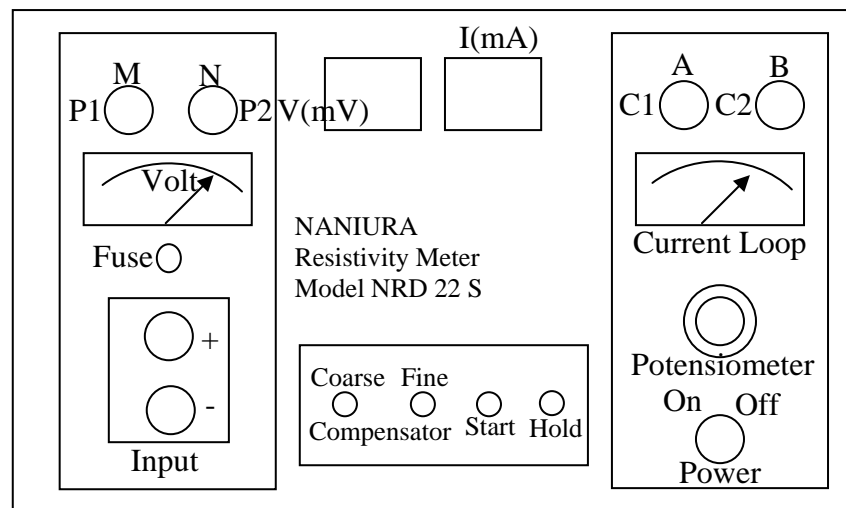 M N
P1 P2
Volt
Fuse
+
-
Input
V(mV)
I(mA)
NANIURA
Resistivity Meter
Model NRD 22 S
Coarse Fine
Compensator Start Hold
A B
C1 C2
Current Loop
Potensiometer
On Off
Power